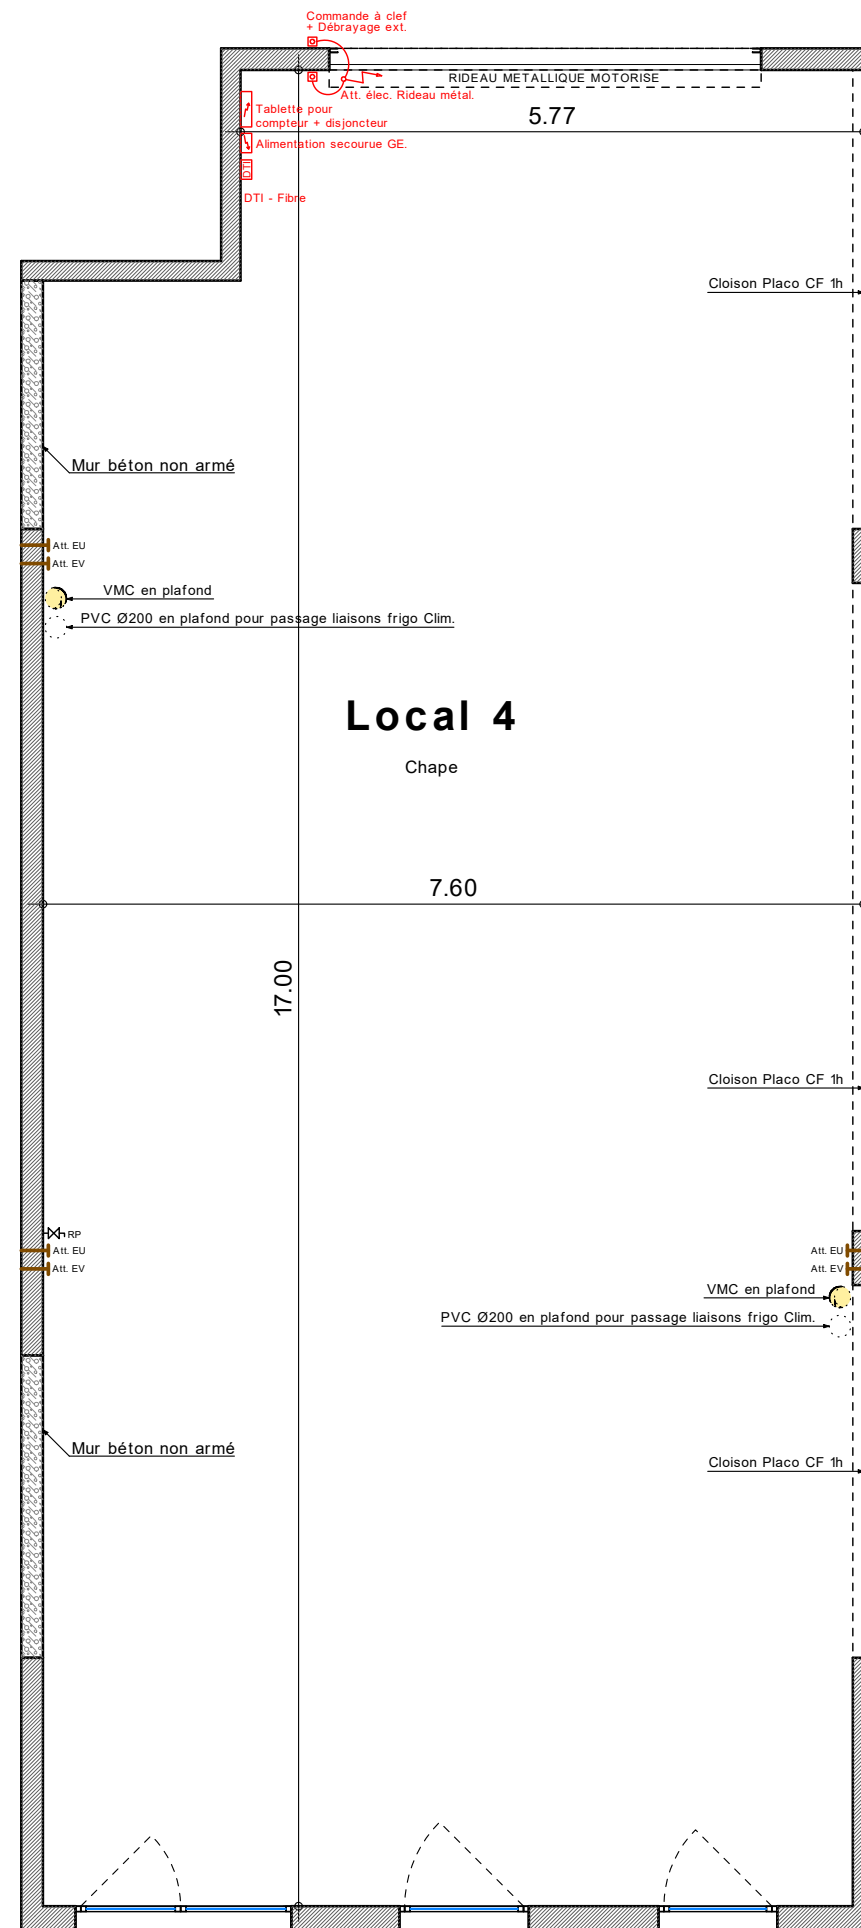 Commande à clef
+ Débrayage ext.
RIDEAU METALLIQUE MOTORISE
Att. élec. Rideau métal.
Tablette pour
compteur + disjoncteur
5.77
Alimentation secourue GE.
DTI
DTI - Fibre
Cloison Placo CF 1h
Mur béton non armé
Att. EU
Att. EV
VMC en plafond
PVC Ø200 en plafond pour passage liaisons frigo Clim.
Local 4
Chape
7.60
17.00
Cloison Placo CF 1h
RP
Att. EU
Att. EV
Att. EU
Att. EV
VMC en plafond
PVC Ø200 en plafond pour passage liaisons frigo Clim.
Mur béton non armé
Cloison Placo CF 1h